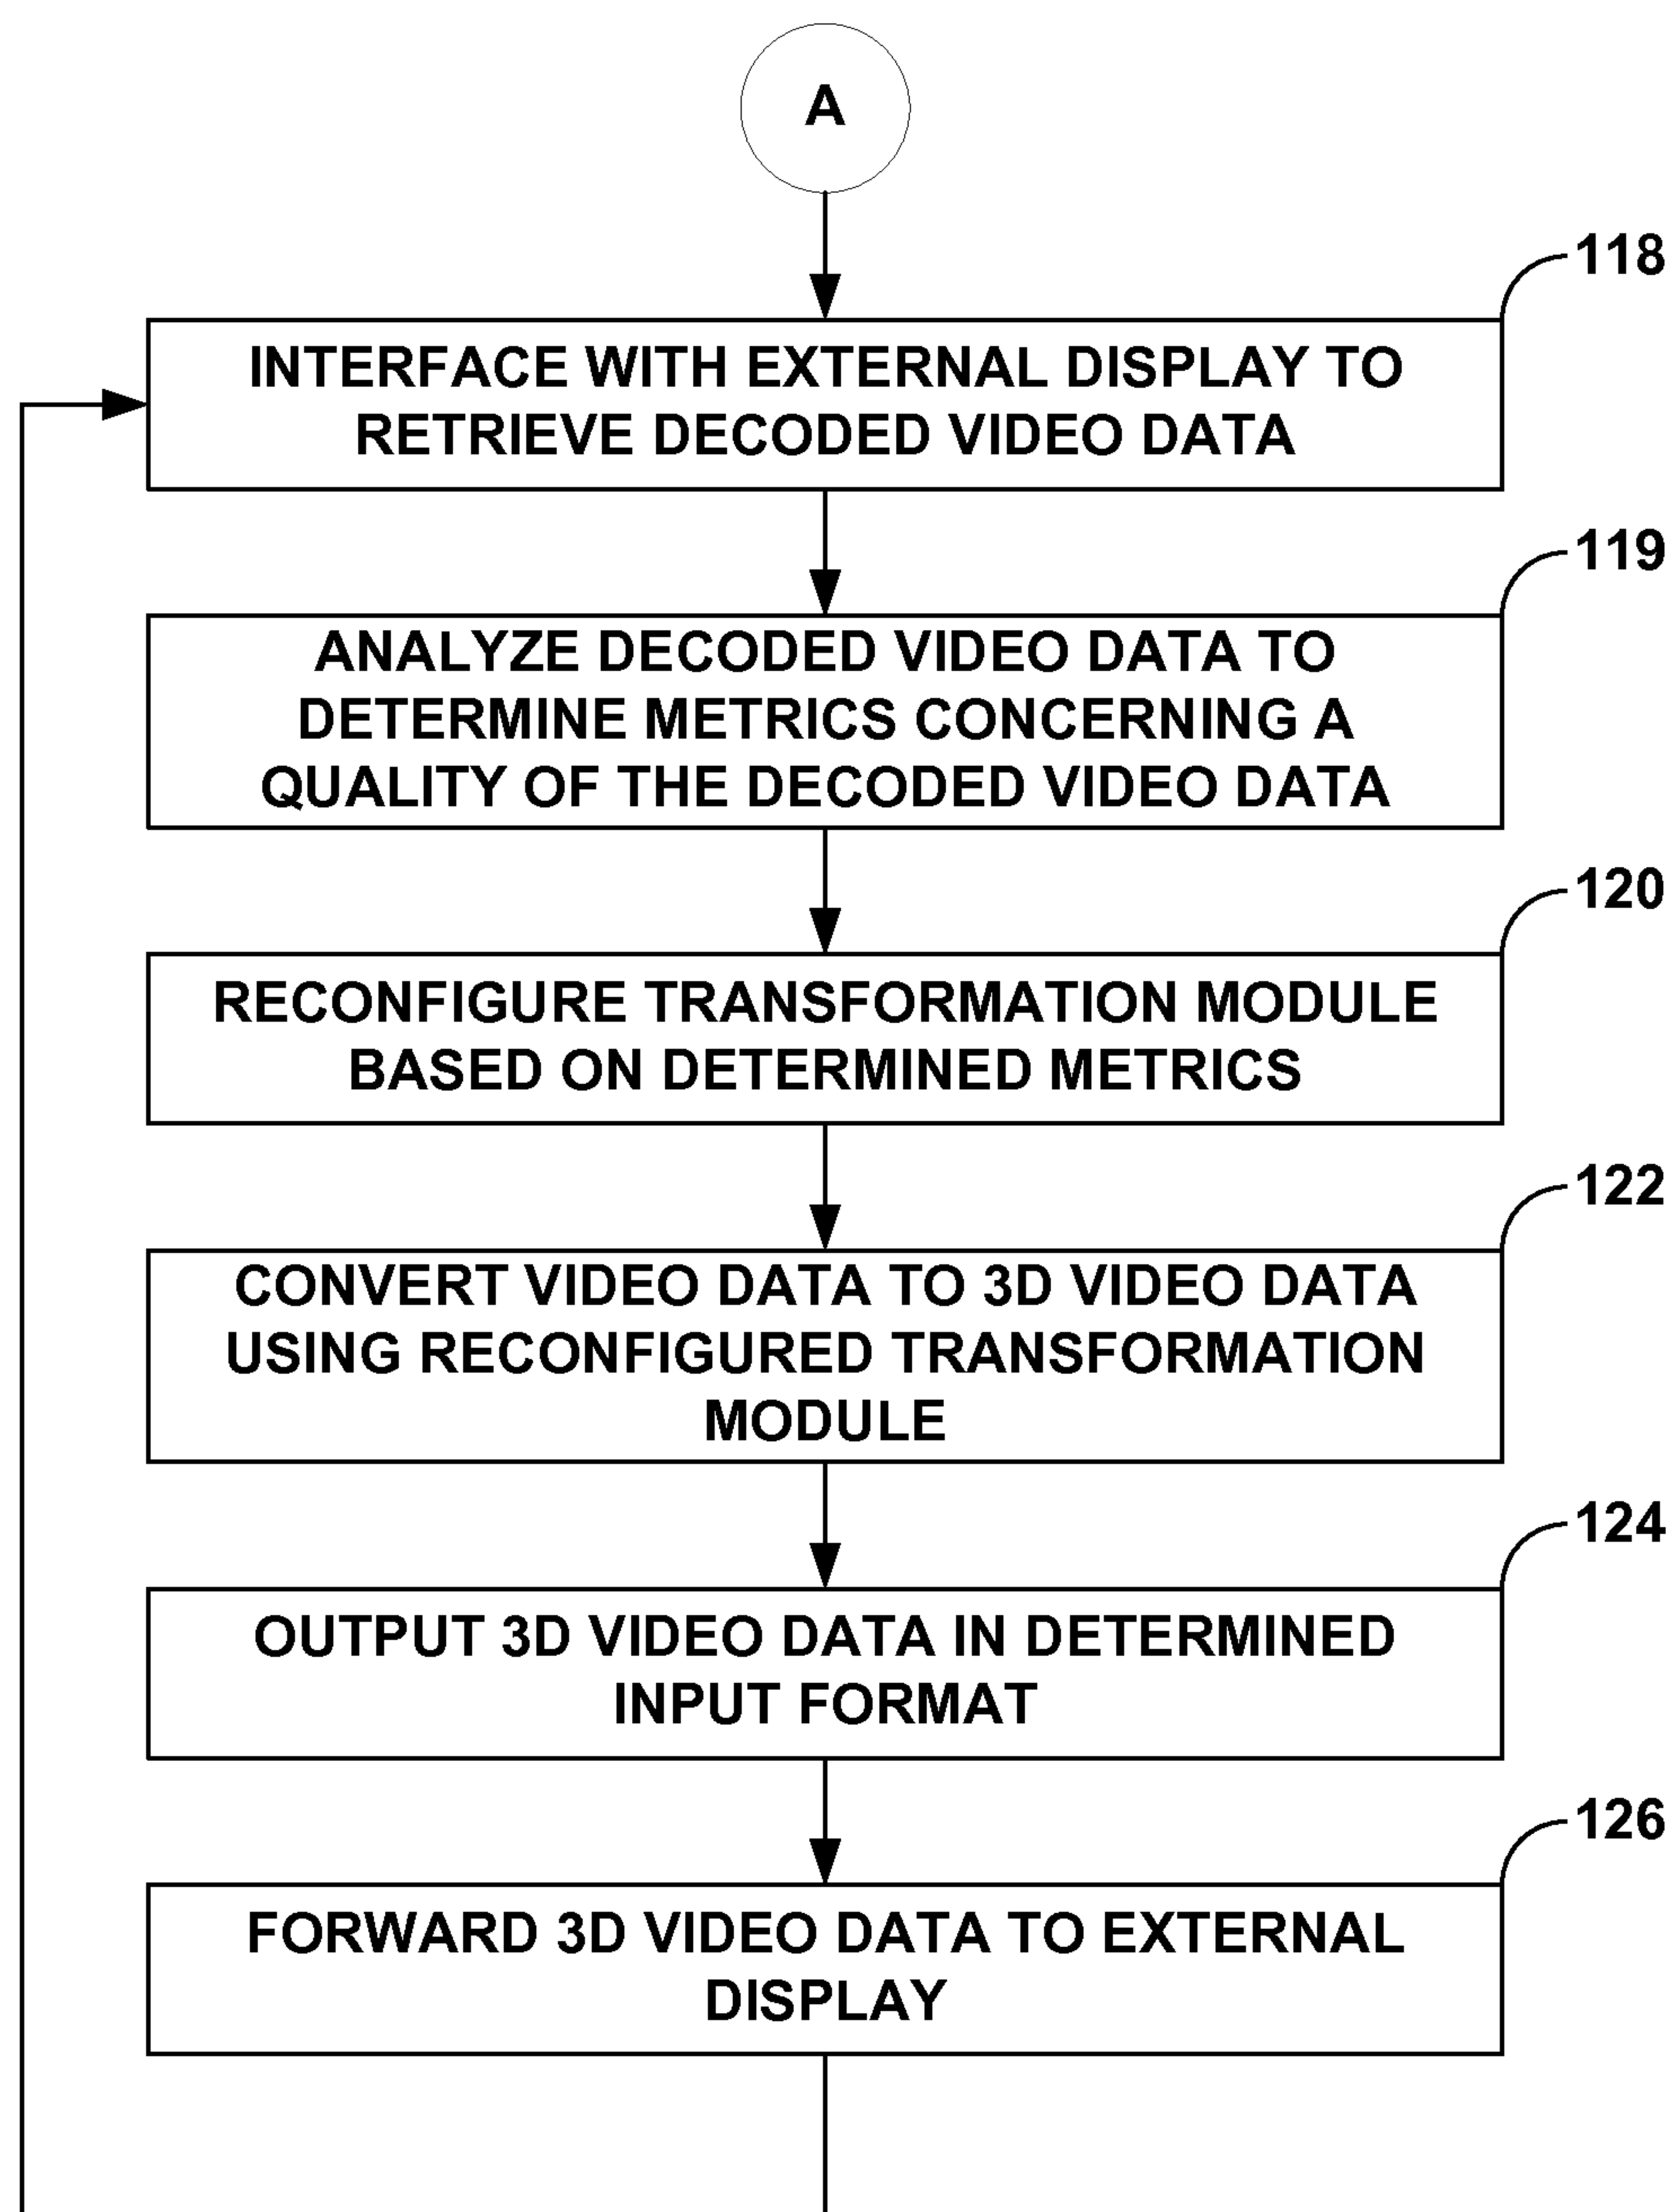 A
118
INTERFACE WITH EXTERNAL DISPLAY TO
RETRIEVE DECODED VIDEO DATA
119
ANALYZE DECODED VIDEO DATA TO
DETERMINE METRICS CONCERNING A
QUALITY OF THE DECODED VIDEO DATA
120
RECONFIGURE TRANSFORMATION MODULE
BASED ON DETERMINED METRICS
122
CONVERT VIDEO DATA TO 3D VIDEO DATA
USING RECONFIGURED TRANSFORMATION
MODULE
124
OUTPUT 3D VIDEO DATA IN DETERMINED
INPUT FORMAT
126
FORWARD 3D VIDEO DATA TO EXTERNAL
DISPLAY